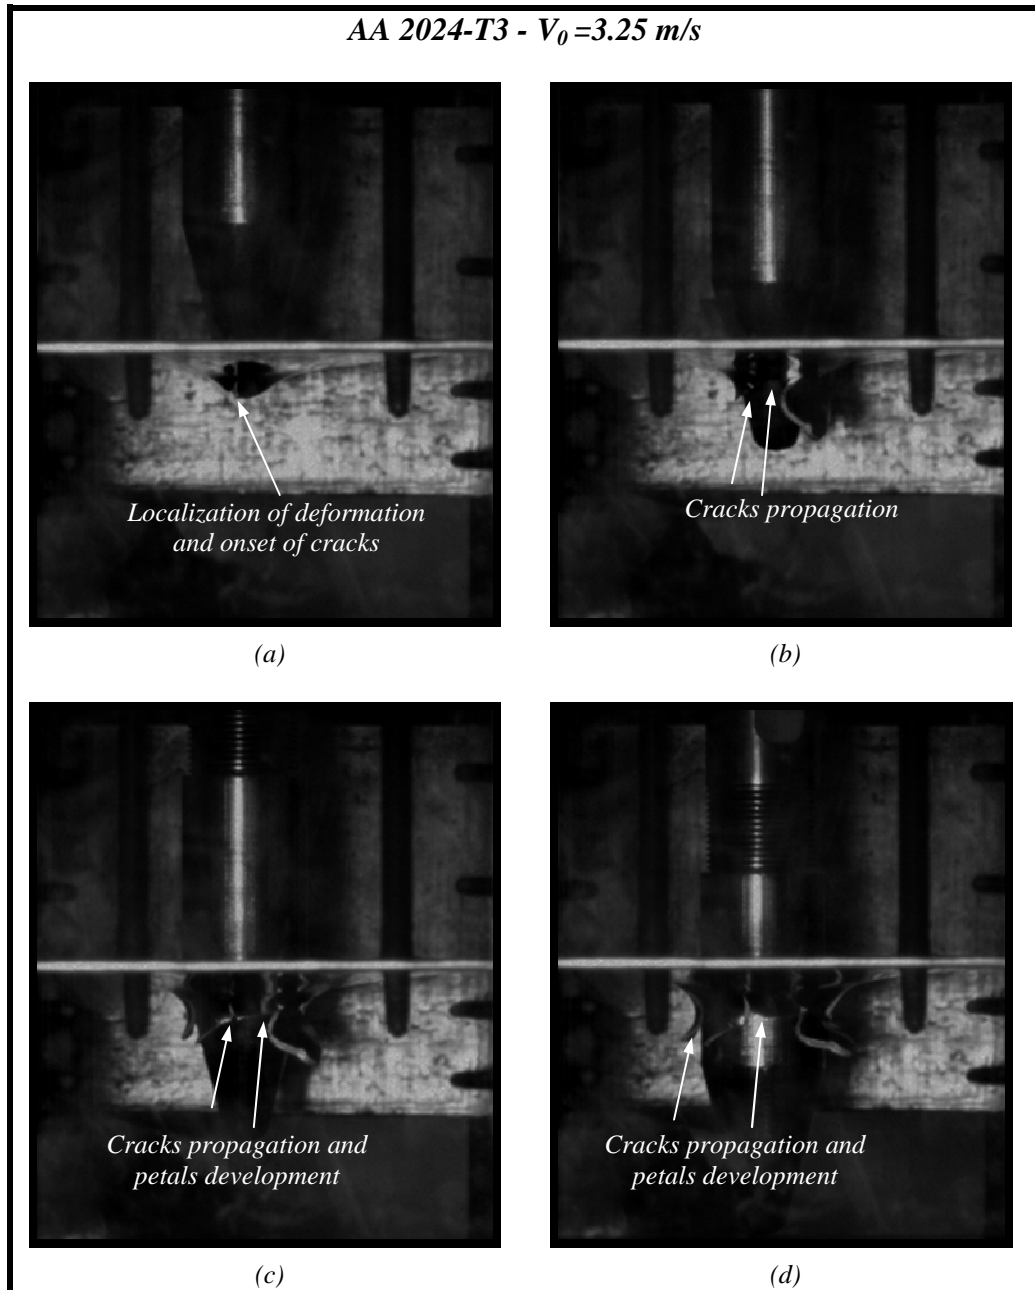 AA 2024-T3 - V0 =3.25 m/s
Localization of deformation
and onset of cracks
Cracks propagation
(a)
(b)
Cracks propagation and
petals development
Cracks propagation and
petals development
(c)
(d)